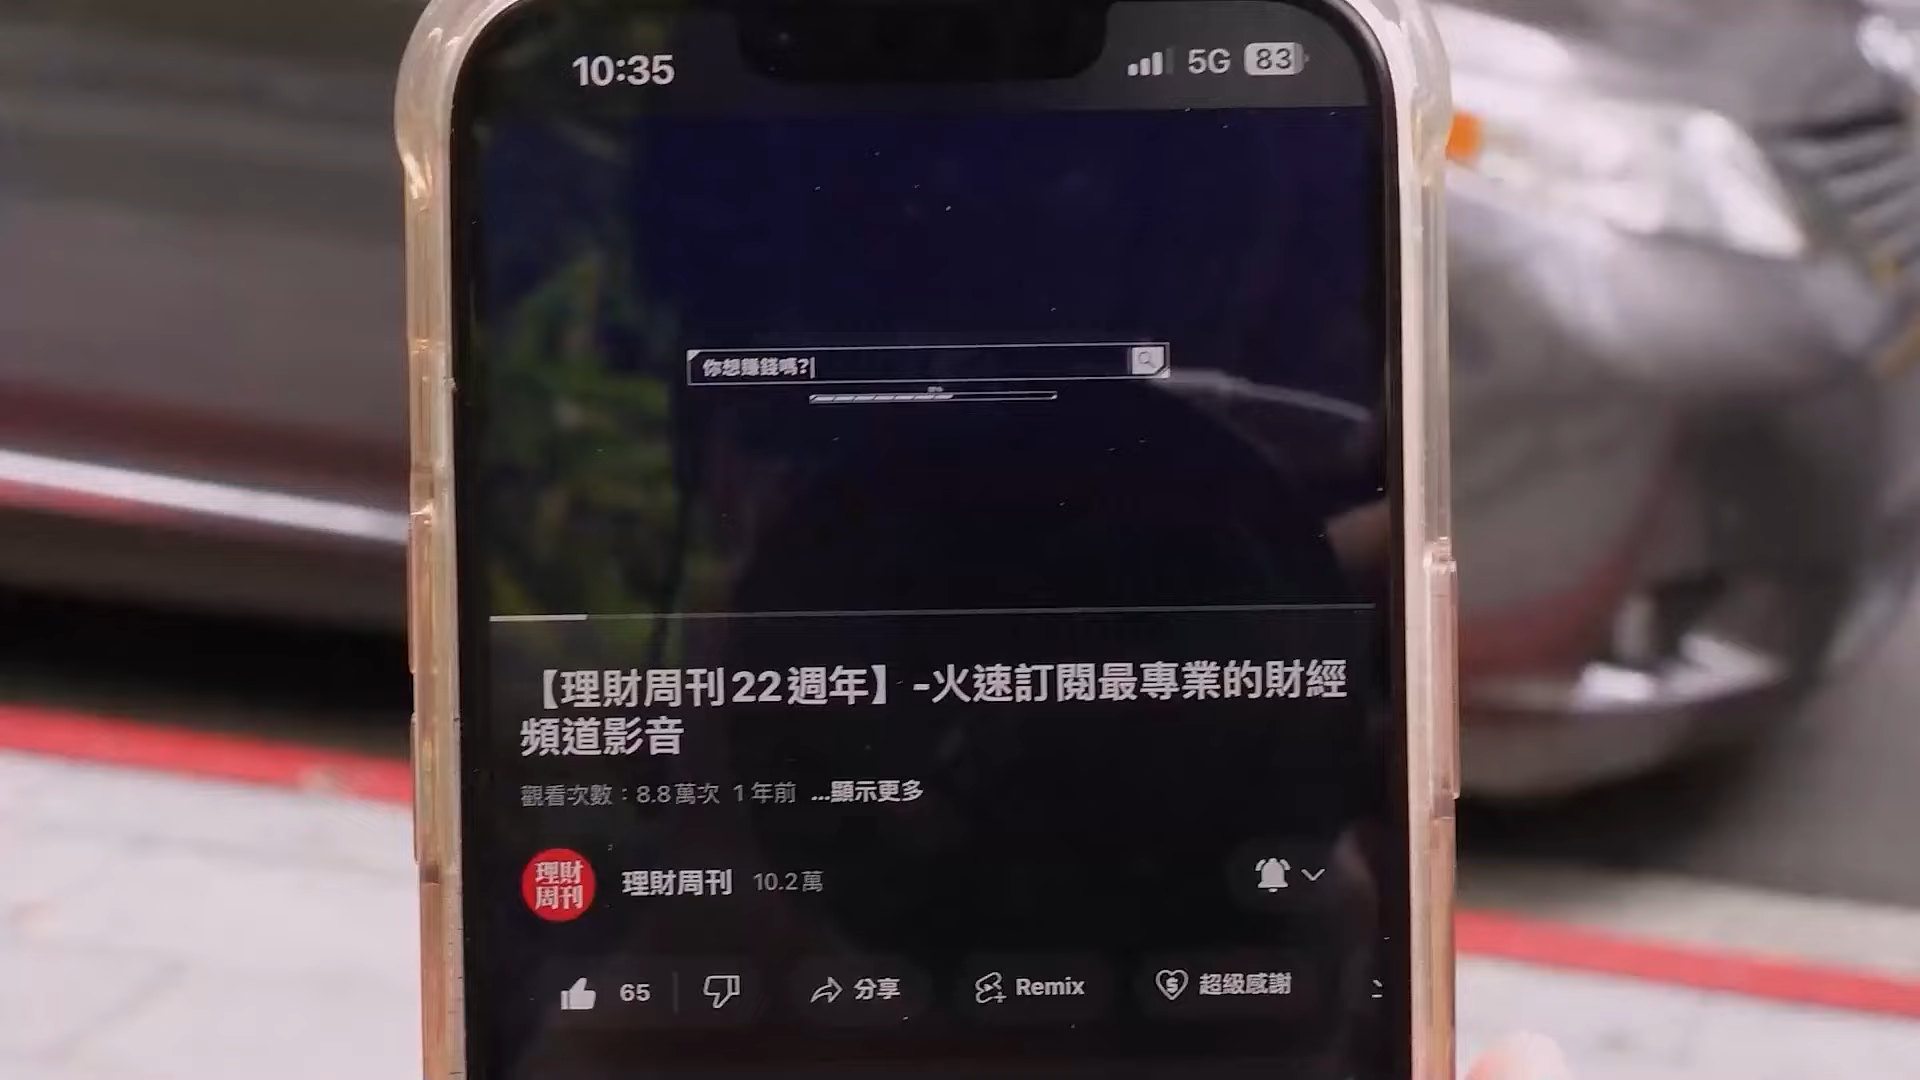 10:35
5G 83
你想賺錢嗎?
【理財周刊22週年】-火速訂閱最專業的財經
頻道影音
觀看次數：8.8萬次 1年前 ...顯示更多
理財
周刊
理財周刊 10.2萬
65 分享 Remix 超級感謝